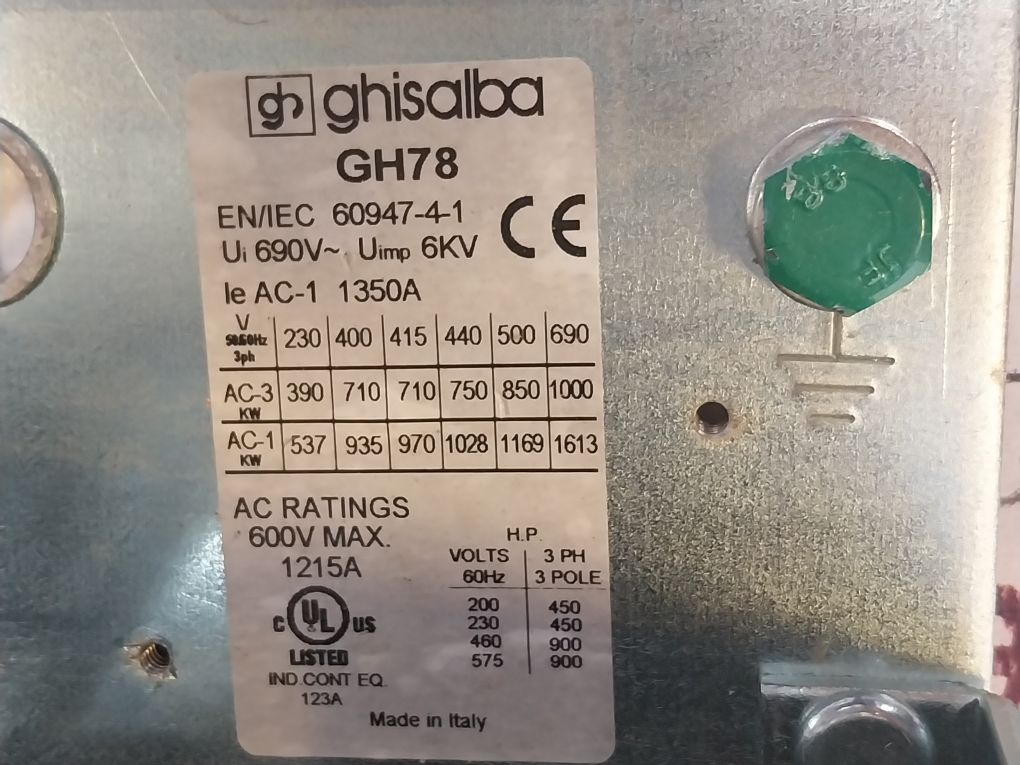 gh ghisalba
GH78
EN/IEC 60947-4-1
CE
Ui 690V~ Uimp 6KV
Ie AC-1 1350A
V 50/60Hz 3ph 230 400 415 440 500 690
AC-3 KW 390 710 710 750 850 1000
AC-1 KW 537 935 970 1028 1169 1613
AC RATINGS
600V MAX.
1215A
C UL US
LISTED
IND.CONT EQ.
123A
H.P.
VOLTS 60Hz 3 PH 3 POLE
200 450
230 450
460 900
575 900
Made in Italy